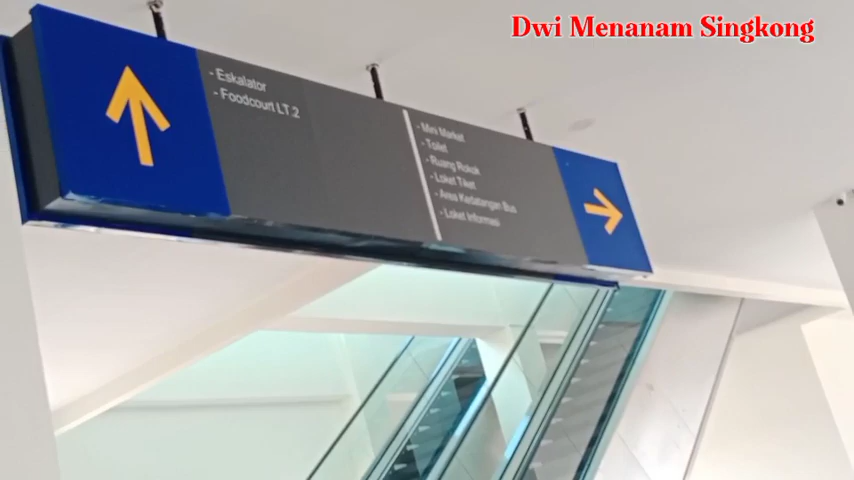 Dwi Menanam Singkong
- Eskalator
- Foodcourt LT.2
- Mini Market
- Toilet
- Ruang Rokok
- Loket Tiket
- Area Kedatangan Bus
- Loket Informasi